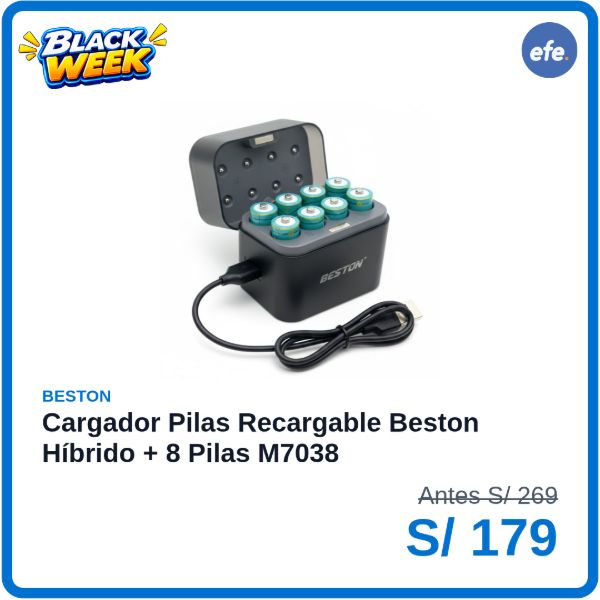 BLACK
WEEK
efe.
BESTON
BESTON
Cargador Pilas Recargable Beston
Híbrido + 8 Pilas M7038
Antes S/ 269
S/ 179